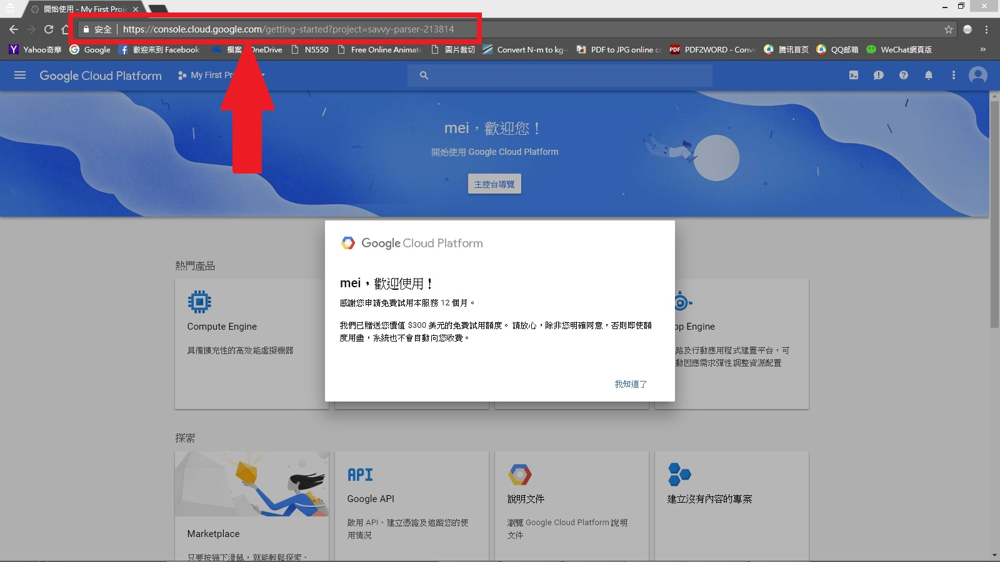 開始使用 - My First Proj
安全 | https://console.cloud.google.com/getting-started?project=savvy-parser-213814
Yahoo奇摩 Google 歡迎來到 Facebook 檔案 OneDrive N5550 Free Online Animat 圖片裁切 Convert N-m to kg- PDF to JPG online co PDF2WORD - Conve 腾讯首页 QQ邮箱 WeChat網頁版
Google Cloud Platform My First Pr
mei，歡迎您！
開始使用 Google Cloud Platform
主控台導覽
Google Cloud Platform
mei，歡迎使用！
感謝您申請免費試用本服務 12 個月。
我們已贈送您價值 $300 美元的免費試用額度。 請放心，除非您明確同意，否則即使額
度用盡，系統也不會自動向您收費。
我知道了
熱門產品
Compute Engine
具備擴充性的高效能虛擬機器
pp Engine
路及行動應用程式建置平台，可
動因應需求彈性調整資源配置
探索
Marketplace
只要按幾下滑鼠，就能輕鬆探索、
API
Google API
啟用 API、建立憑證及追蹤您的使
用情況
說明文件
瀏覽 Google Cloud Platform 說明
文件
建立沒有內容的專案